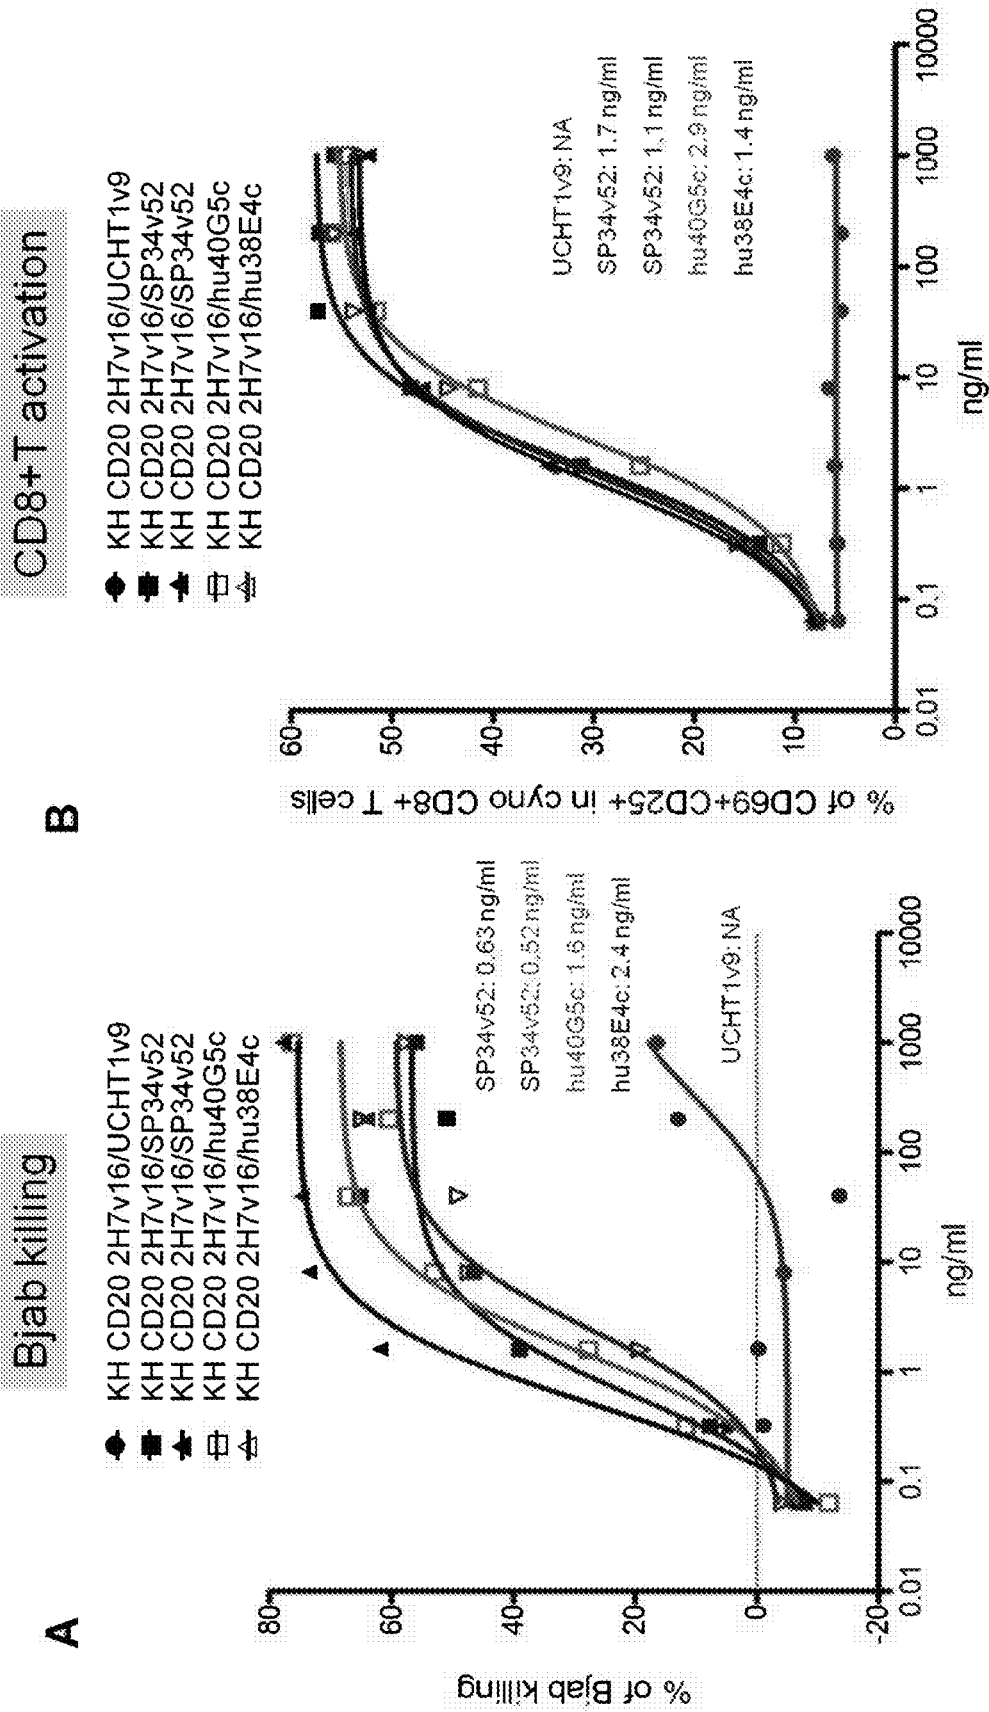 A
Bjab killing
KH CD20 2H7v16/UCHT1v9
KH CD20 2H7v16/SP34v52
KH CD20 2H7v16/SP34v52
KH CD20 2H7v16/hu40G5c
KH CD20 2H7v16/hu38E4c
% of Bjab killing
80
60
40
20
0
-20
SP34v52: 0.63 ng/ml
SP34v52: 0.52 ng/ml
hu40G5c: 1.6 ng/ml
hu38E4c: 2.4 ng/ml
UCHT1v9: NA
0.01
0.1
1
10
100
1000
10000
ng/ml
B
CD8+T activation
KH CD20 2H7v16/UCHT1v9
KH CD20 2H7v16/SP34v52
KH CD20 2H7v16/SP34v52
KH CD20 2H7v16/hu40G5c
KH CD20 2H7v16/hu38E4c
% of CD69+CD25+ in cyno CD8+ T cells
60
50
40
30
20
10
0
UCHT1v9: NA
SP34v52: 1.7 ng/ml
SP34v52: 1.1 ng/ml
hu40G5c: 2.9 ng/ml
hu38E4c: 1.4 ng/ml
0.01
0.1
1
10
100
1000
10000
ng/ml